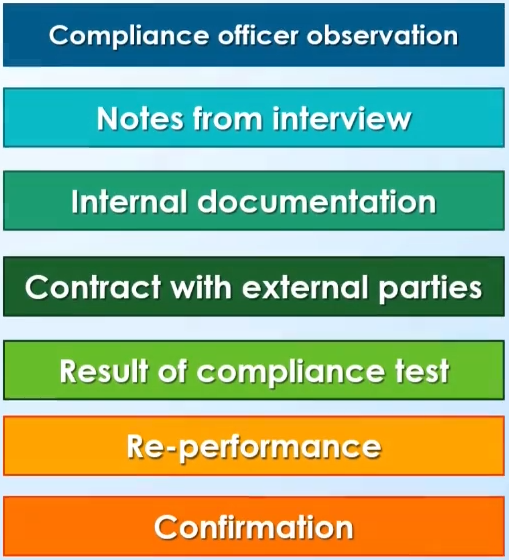 Compliance officer observation
Notes from interview
Internal documentation
Contract with external parties
Result of compliance test
Re-performance
Confirmation